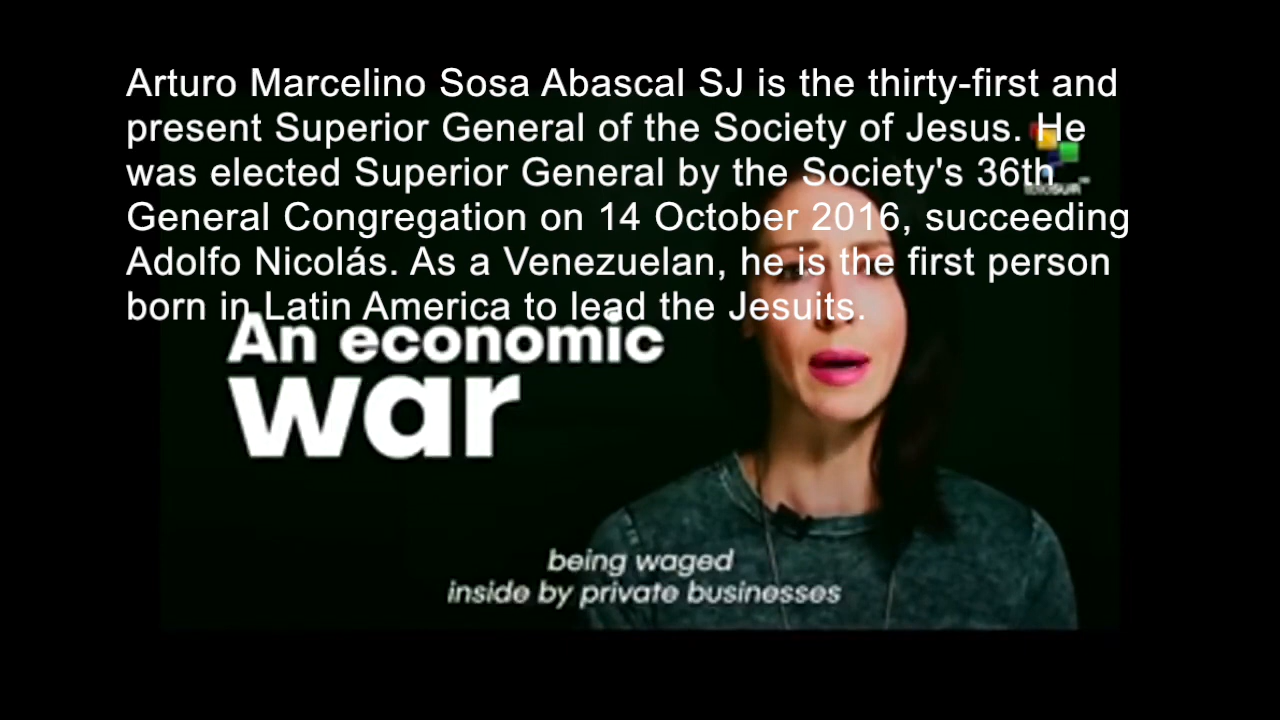 Arturo Marcelino Sosa Abascal SJ is the thirty-first and
present Superior General of the Society of Jesus. He
was elected Superior General by the Society's 36th
teleSUR
General Congregation on 14 October 2016, succeeding
Adolfo Nicolás. As a Venezuelan, he is the first person
born in Latin America to lead the Jesuits.
An economic
war
being waged
inside by private businesses